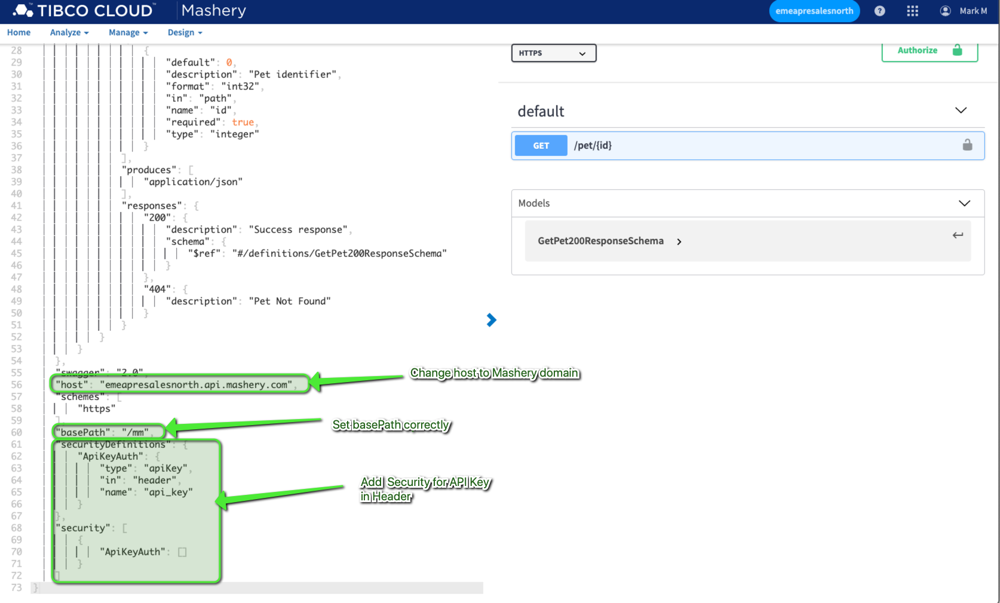 TIBCO CLOUD™ | Mashery
emeapresalesnorth
?
Mark M
Home
Analyze
Manage
Design
28 {
29 "default": 0,
30 "description": "Pet identifier",
31 "format": "int32",
32 "in": "path",
33 "name": "id",
34 "required": true,
35 "type": "integer"
36 }
37 ],
38 "produces": [
39 "application/json"
40 ],
41 "responses": {
42 "200": {
43 "description": "Success response",
44 "schema": {
45 "$ref": "#/definitions/GetPet200ResponseSchema"
46 }
47 },
48 "404": {
49 "description": "Pet Not Found"
50 }
51 }
52 }
53 }
54 },
55 "swagger": "2.0",
56 "host": "emeapresalesnorth.api.mashery.com",
57 "schemes": [
58 "https"
59 ],
60 "basePath": "/mm",
61 "securityDefinitions": {
62 "ApiKeyAuth": {
63 "type": "apiKey",
64 "in": "header",
65 "name": "api_key"
66 }
67 },
68 "security": [
69 {
70 "ApiKeyAuth": []
71 }
72 ]
73 }
Change host to Mashery domain
Set basePath correctly
Add Security for API Key
in Header
HTTPS
Authorize
default
GET /pet/{id}
Models
GetPet200ResponseSchema